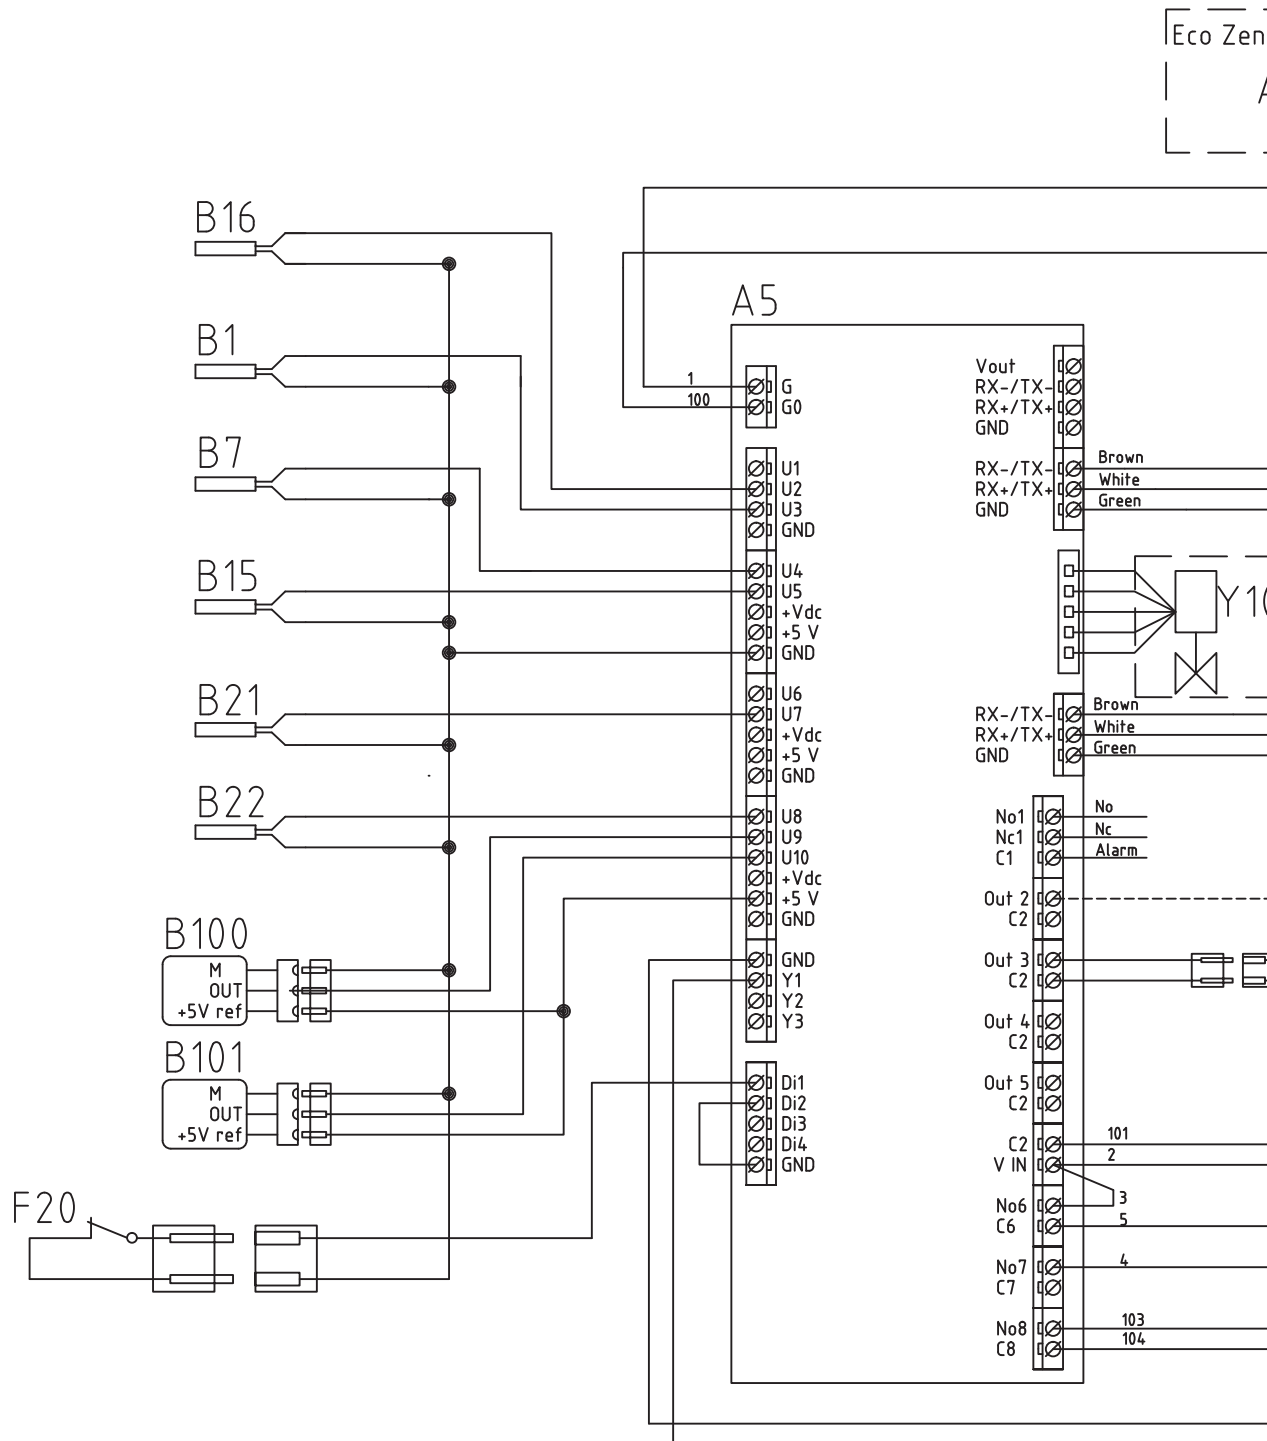 Eco Zen
B16
A5
B1
1
G
100
G0
Vout
RX-/TX-
RX+/TX+
GND
B7
U1
U2
U3
GND
RX-/TX-
RX+/TX+
GND
Brown
White
Green
B15
U4
U5
+Vdc
+5 V
GND
Y10
B21
U6
U7
+Vdc
+5 V
GND
RX-/TX-
RX+/TX+
GND
Brown
White
Green
B22
U8
U9
U10
+Vdc
+5 V
GND
No1
Nc1
C1
No
Nc
Alarm
Out 2
C2
B100
M
OUT
+5V ref
GND
Y1
Y2
Y3
Out 3
C2
Out 4
C2
B101
M
OUT
+5V ref
Di1
Di2
Di3
Di4
GND
Out 5
C2
C2
V IN
101
2
F20
No6
C6
3
5
No7
C7
4
No8
C8
103
104